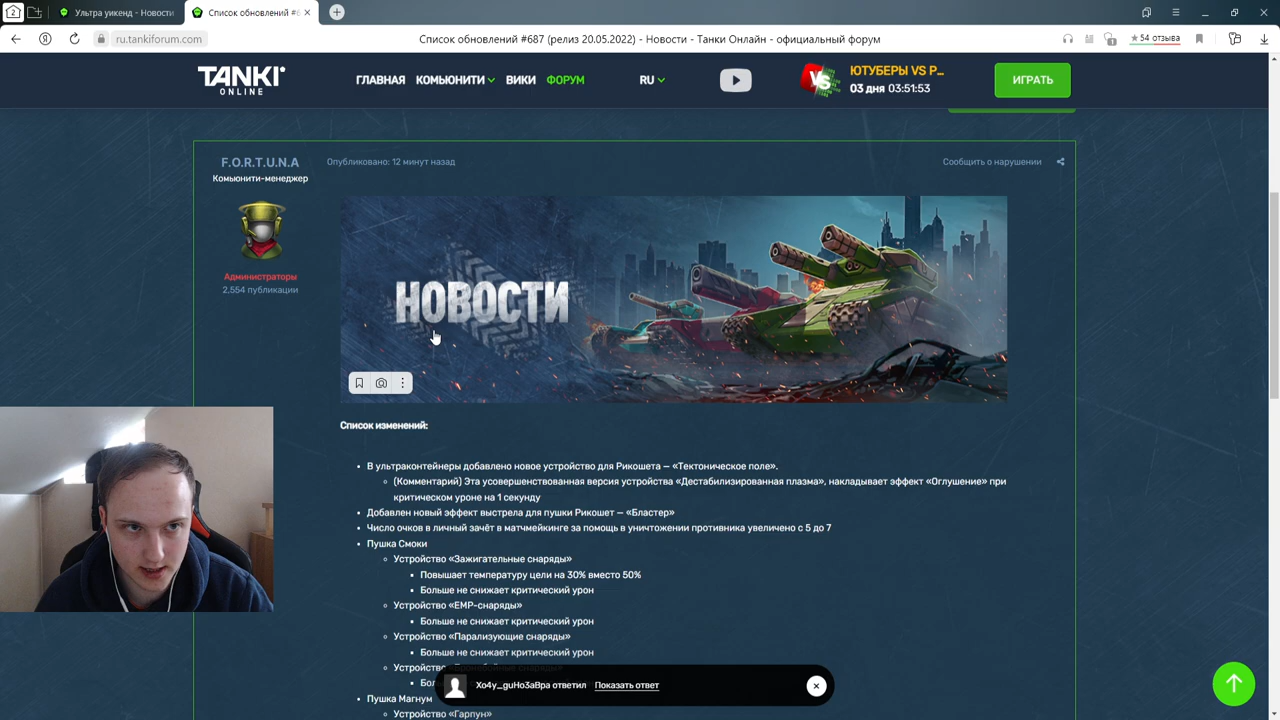 Ультра уикенд - Новости
Список обновлений #6
ru.tankiforum.com
Список обновлений #687 (релиз 20.05.2022) - Новости - Танки Онлайн - официальный форум
54 отзыва
TANKI
ONLINE
ГЛАВНАЯ
КОМЬЮНИТИ
ВИКИ
ФОРУМ
RU
VS
ЮТУБЕРЫ VS Р...
03 дня 03:51:53
ИГРАТЬ
F.O.R.T.U.N.A
Комьюнити-менеджер
Администраторы
2,554 публикации
Опубликовано: 12 минут назад
Сообщить о нарушении
НОВОСТИ
Список изменений:
В ультраконтейнеры добавлено новое устройство для Рикошета — «Тектоническое поле».
(Комментарий) Эта усовершенствованная версия устройства «Дестабилизированная плазма», накладывает эффект «Оглушение» при
критическом уроне на 1 секунду
Добавлен новый эффект выстрела для пушки Рикошет — «Бластер»
Число очков в личный зачёт в матчмейкинге за помощь в уничтожении противника увеличено с 5 до 7
Пушка Смоки
Устройство «Зажигательные снаряды»
Повышает температуру цели на 30% вместо 50%
Больше не снижает критический урон
Устройство «EMP-снаряды»
Больше не снижает критический урон
Устройство «Парализующие снаряды»
Больше не снижает критический урон
Устройство «Бронебойные снаряды»
Бол
Xo4y_guHo3aBpa ответил Показать ответ
Пушка Магнум
Устройство «Гарпун»